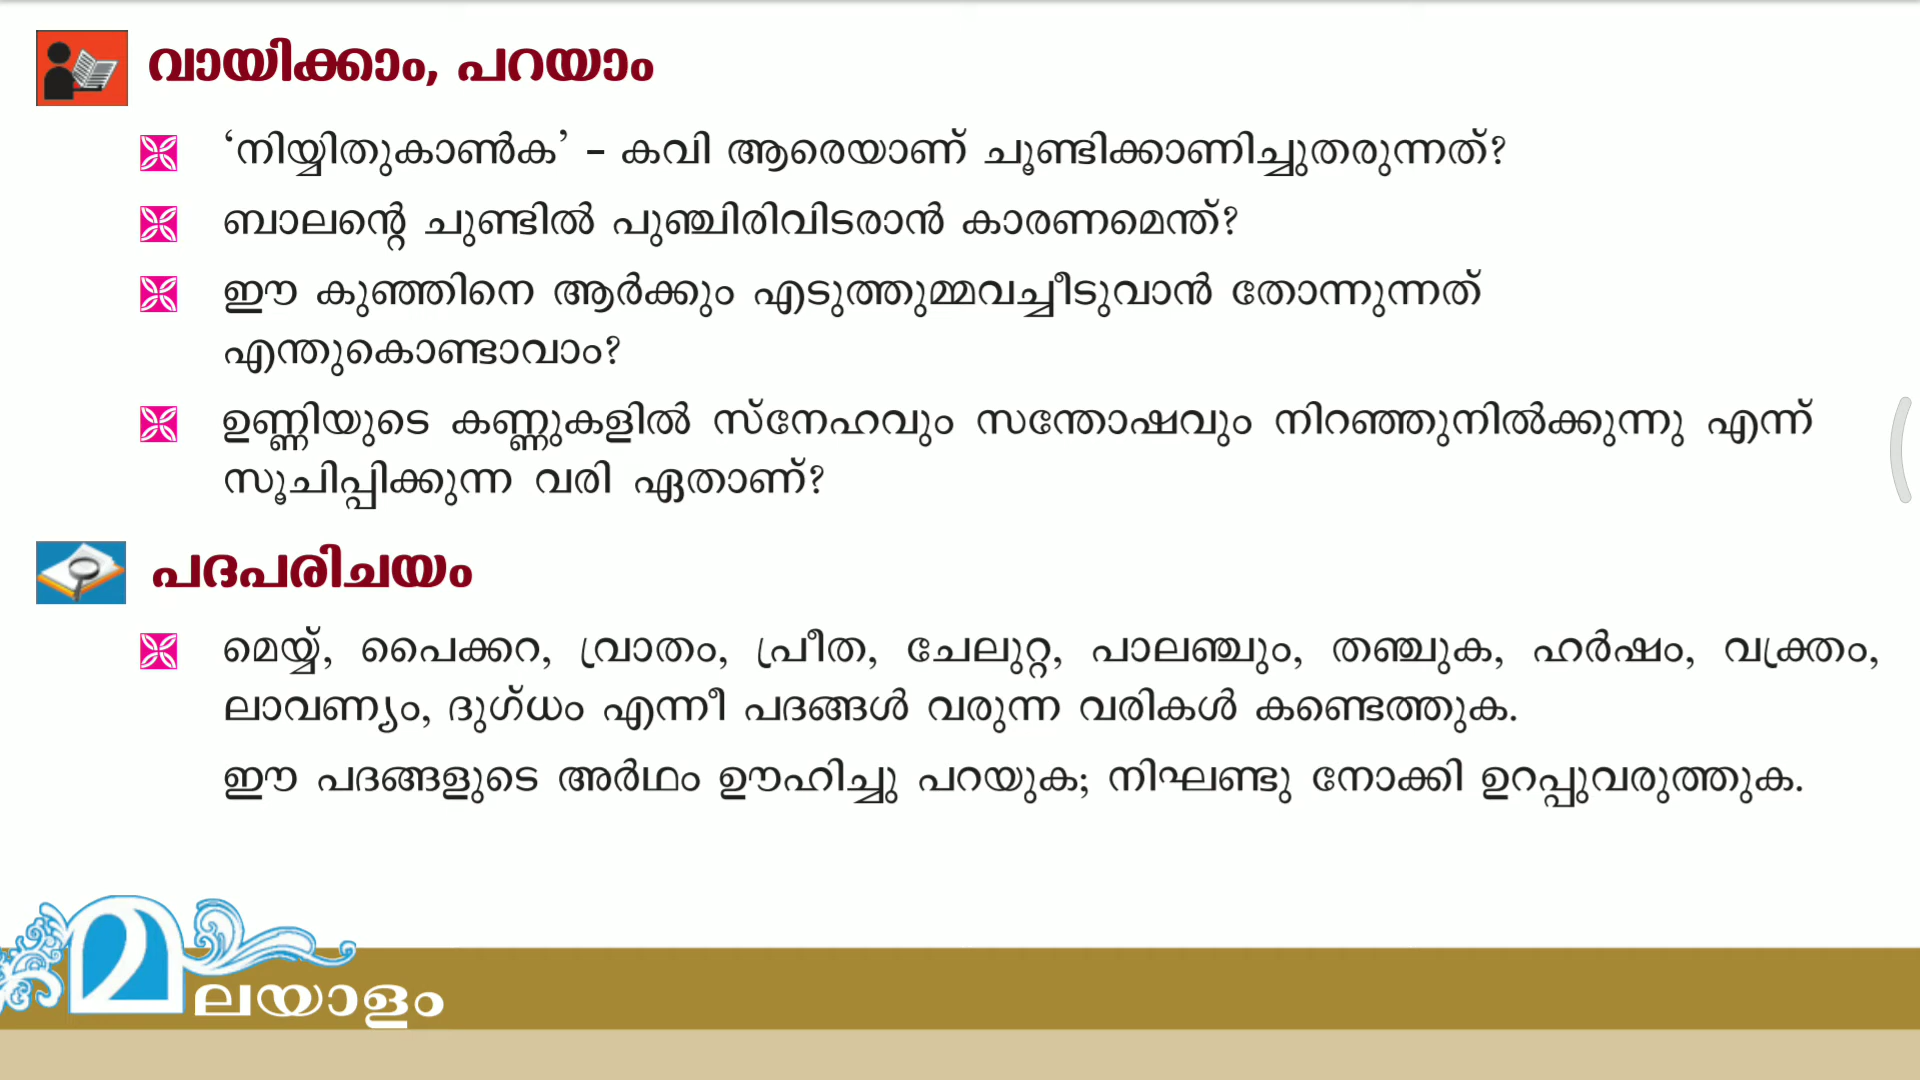 വായിക്കാം, പറയാം
‘നിയ്യിതുകാൺക’ – കവി ആരെയാണ് ചൂണ്ടിക്കാണിച്ചുതരുന്നത്?
ബാലന്റെ ചുണ്ടിൽ പുഞ്ചിരിവിടരാൻ കാരണമെന്ത്?
ഈ കുഞ്ഞിനെ ആർക്കും എടുത്തുമ്മവച്ചീടുവാൻ തോന്നുന്നത്
എന്തുകൊണ്ടാവാം?
ഉണ്ണിയുടെ കണ്ണുകളിൽ സ്നേഹവും സന്തോഷവും നിറഞ്ഞുനിൽക്കുന്നു എന്ന്
സൂചിപ്പിക്കുന്ന വരി ഏതാണ്?
പദപരിചയം
മെയ്യ്, പൈക്കറ, വ്രാതം, പ്രീത, ചേലുറ്റ, പാലഞ്ചും, തഞ്ചുക, ഹർഷം, വക്ത്രം,
ലാവണ്യം, ദുഗ്ധം എന്നീ പദങ്ങൾ വരുന്ന വരികൾ കണ്ടെത്തുക.
ഈ പദങ്ങളുടെ അർഥം ഊഹിച്ചു പറയുക; നിഘണ്ടു നോക്കി ഉറപ്പുവരുത്തുക.
മലയാളം